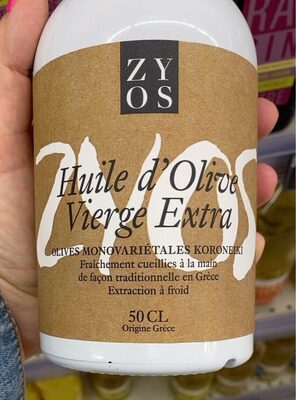 ZY
OS
ZYOS
Huile d'Olive
Vierge Extra
OLIVES MONOVARIÉTALES KORONEIKI
Fraîchement cueillies à la main
de façon traditionnelle en Grèce
Extraction à froid
50 CL
Origine Grèce